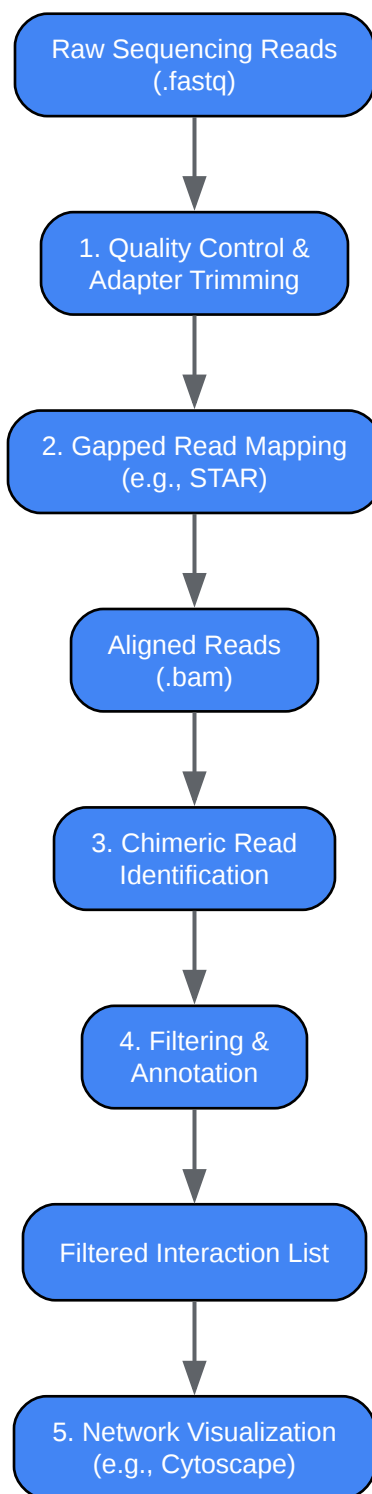 Raw Sequencing Reads
(.fastq)
1. Quality Control &
Adapter Trimming
2. Gapped Read Mapping
(e.g., STAR)
Aligned Reads
(.bam)
3. Chimeric Read
Identification
4. Filtering &
Annotation
Filtered Interaction List
5. Network Visualization
(e.g., Cytoscape)